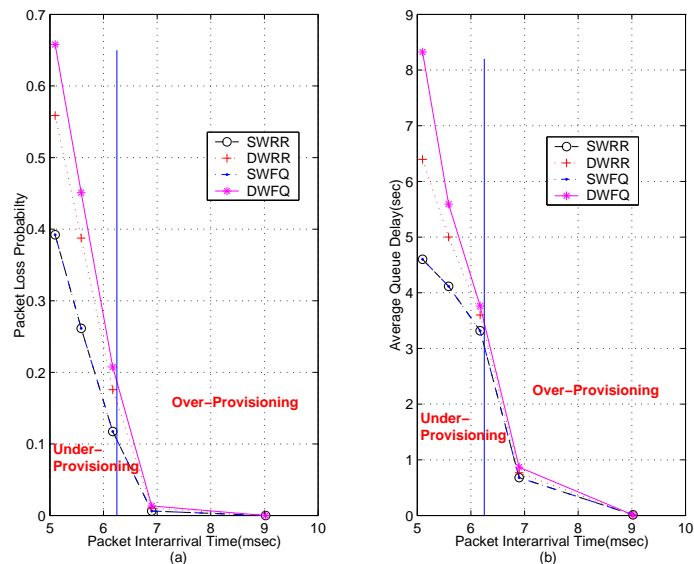 0.7
0.6
0.5
0.4
0.3
0.2
0.1
0
Packet Loss Probabilty
SWRR
DWRR
SWFQ
DWFQ
Over-Provisioning
Under-
Provisioning
5 6 7 8 9 10
Packet Interarrival Time(msec)
(a)
9
8
7
6
5
4
3
2
1
0
Average Queue Delay(sec)
SWRR
DWRR
SWFQ
DWFQ
Over-Provisioning
Under-
Provisioning
5 6 7 8 9 10
Packet Interarrival Time(msec)
(b)